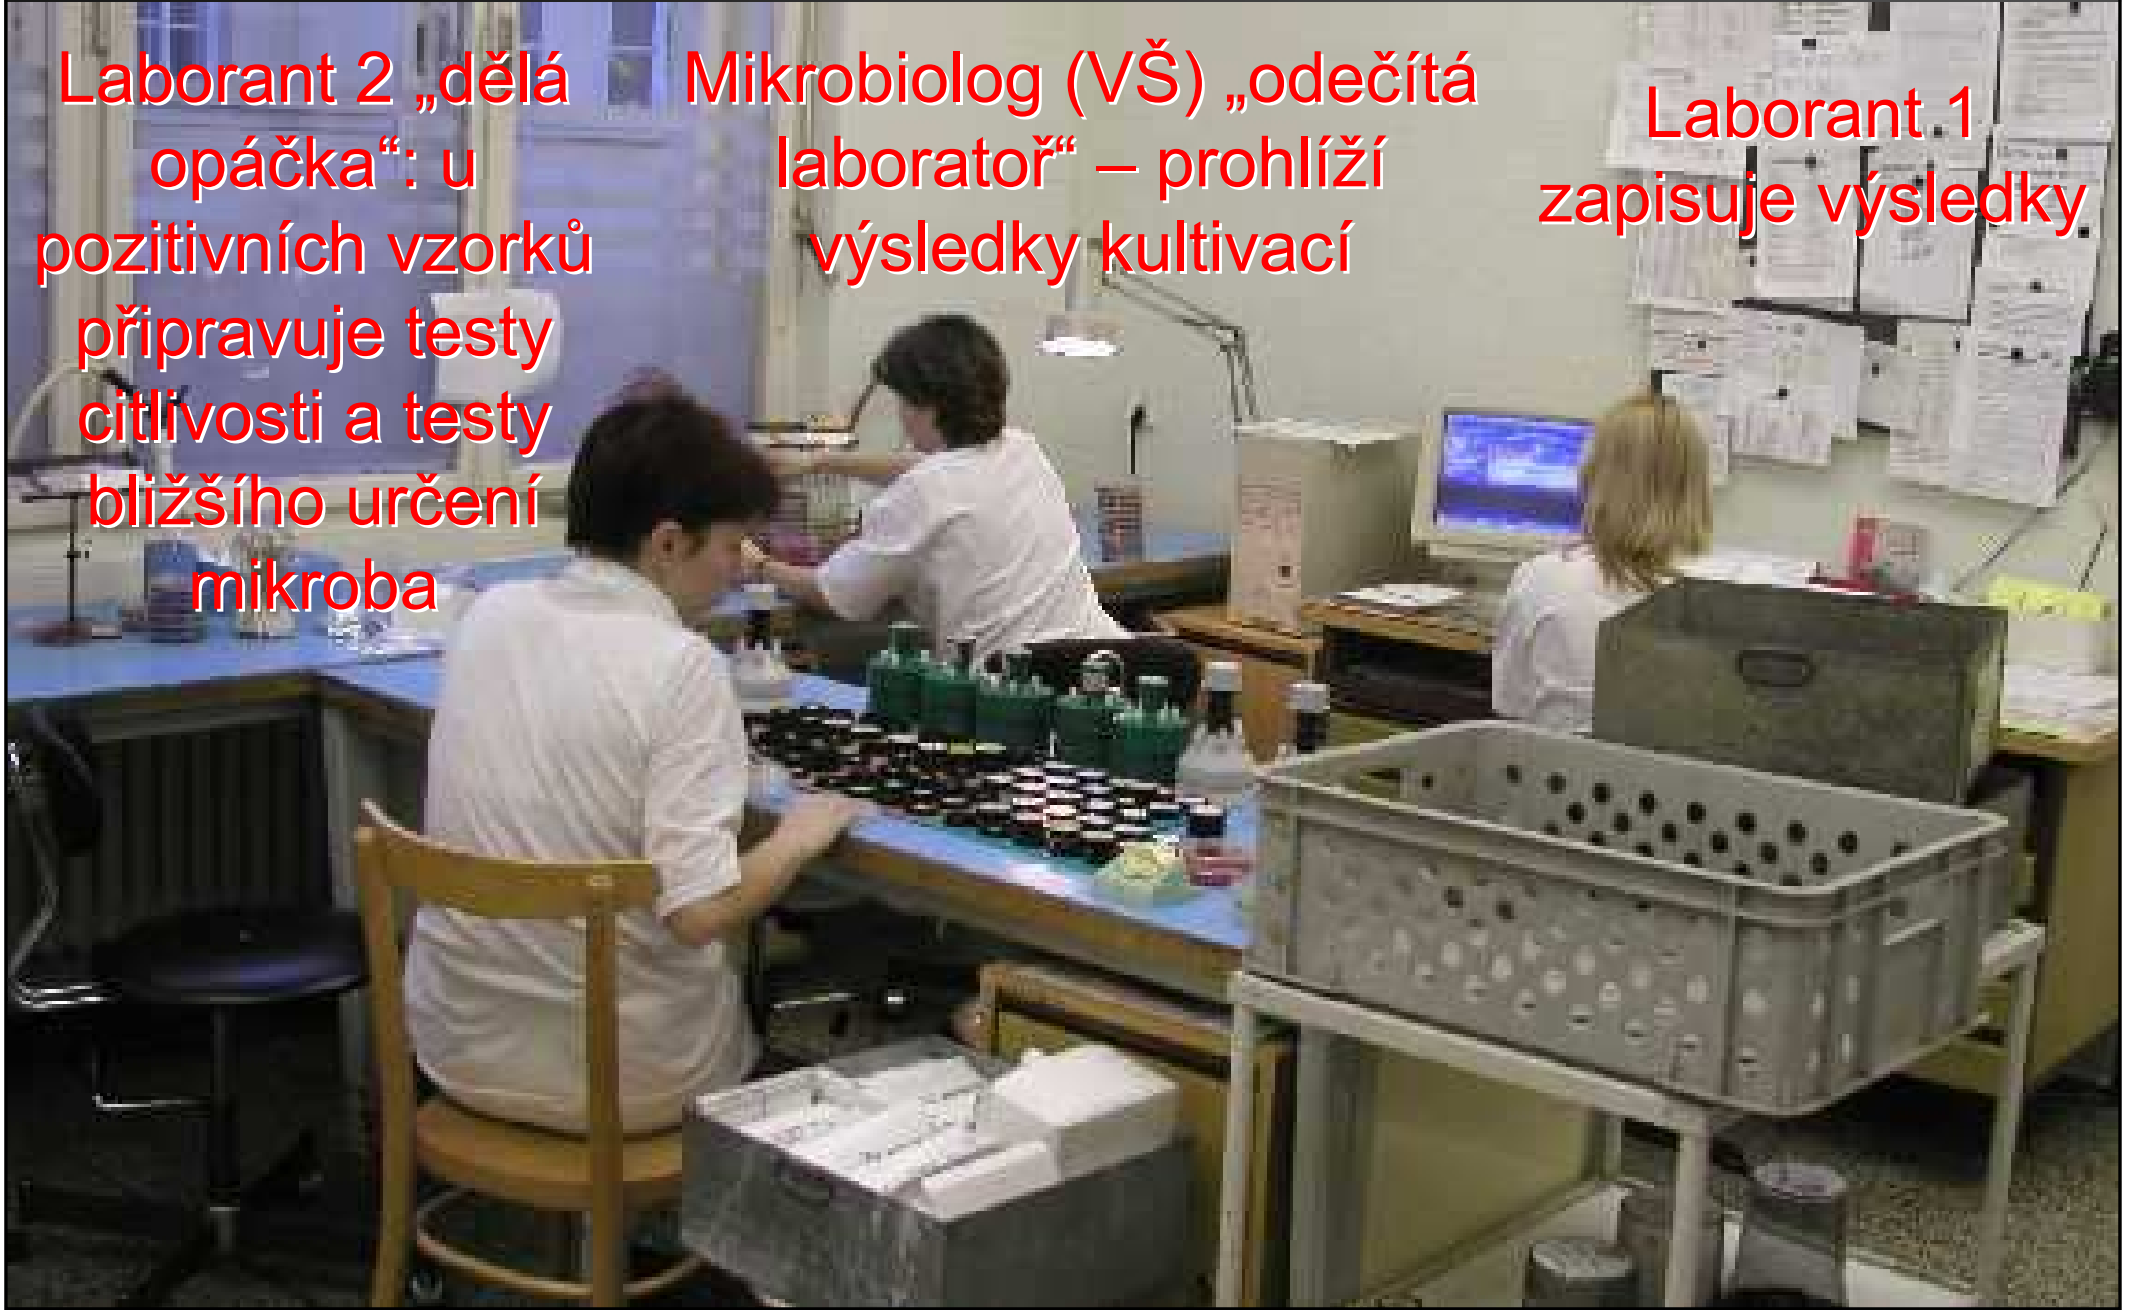 Laborant 2 „dělá
opáčka“: u
pozitivních vzorků
připravuje testy
citlivosti a testy
bližšího určení
mikroba
Mikrobiolog (VŠ) „odečítá
laboratoř“ – prohlíží
výsledky kultivací
Laborant 1
zapisuje výsledky